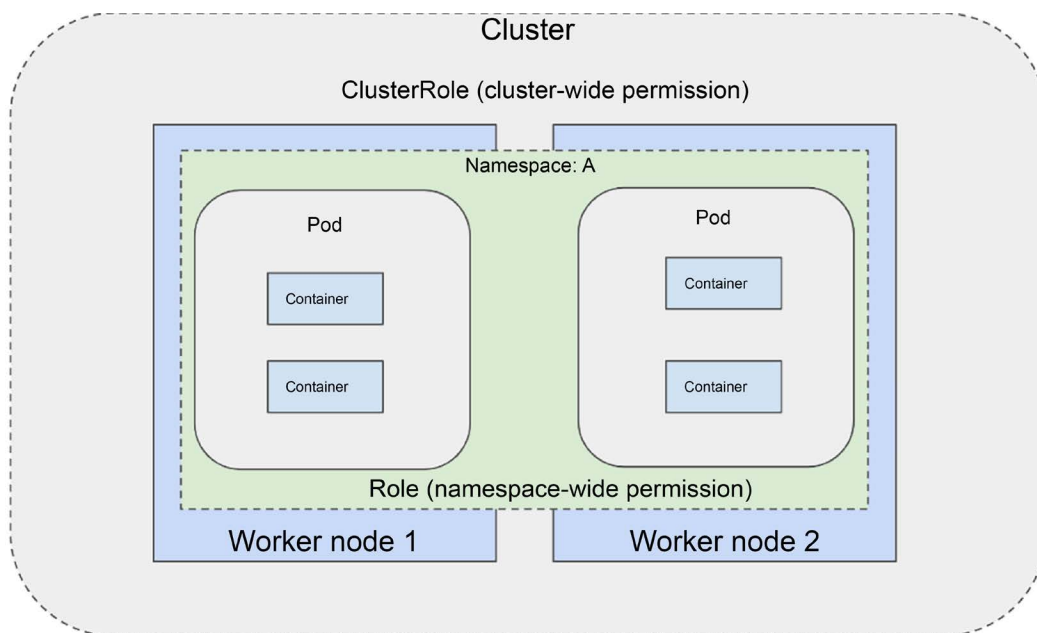 Cluster
ClusterRole (cluster-wide permission)
Namespace: A
Pod
Container
Container
Pod
Container
Container
Role (namespace-wide permission)
Worker node 1
Worker node 2